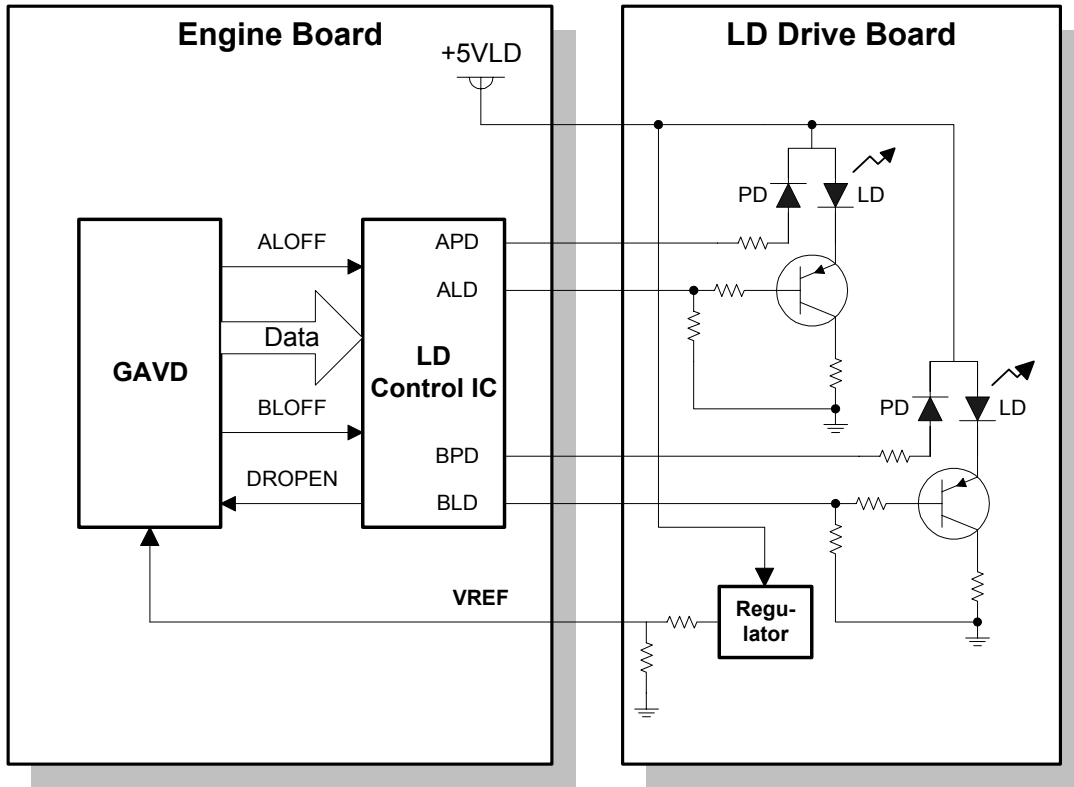 Engine Board
LD Drive Board
+5VLD
PD
LD
ALOFF
APD
ALD
Data
GAVD
LD
Control IC
PD
LD
BLOFF
BPD
DROPEN
BLD
VREF
Regu-
lator